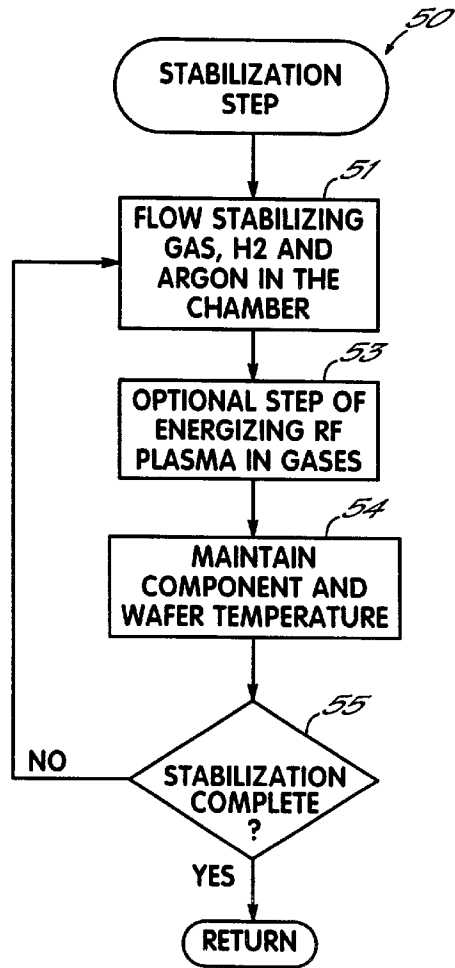 50
STABILIZATION
STEP
51
FLOW STABILIZING
GAS, H2 AND
ARGON IN THE
CHAMBER
53
OPTIONAL STEP OF
ENERGIZING RF
PLASMA IN GASES
54
MAINTAIN
COMPONENT AND
WAFER TEMPERATURE
55
STABILIZATION
COMPLETE
?
NO
YES
RETURN